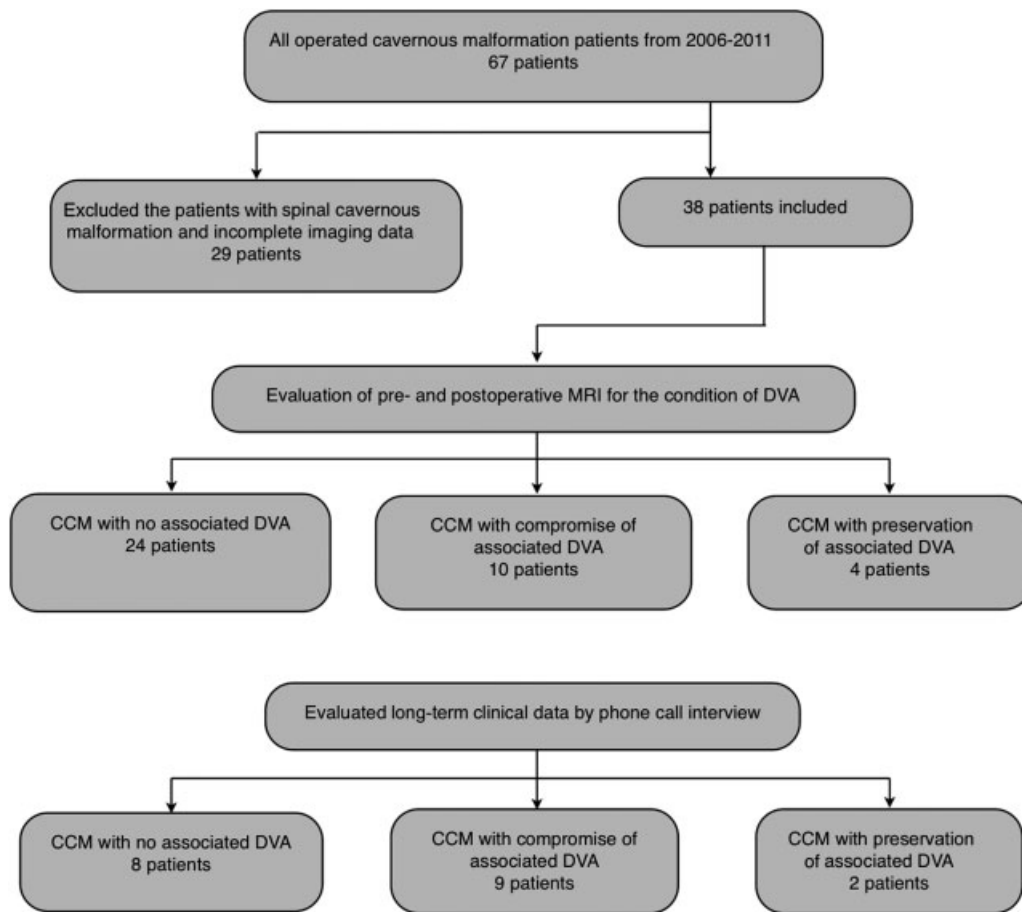 All operated cavernous malformation patients from 2006-2011
67 patients
Excluded the patients with spinal cavernous
malformation and incomplete imaging data
29 patients
38 patients included
Evaluation of pre- and postoperative MRI for the condition of DVA
CCM with no associated DVA
24 patients
CCM with compromise of
associated DVA
10 patients
CCM with preservation
of associated DVA
4 patients
Evaluated long-term clinical data by phone call interview
CCM with no associated DVA
8 patients
CCM with compromise of
associated DVA
9 patients
CCM with preservation
of associated DVA
2 patients